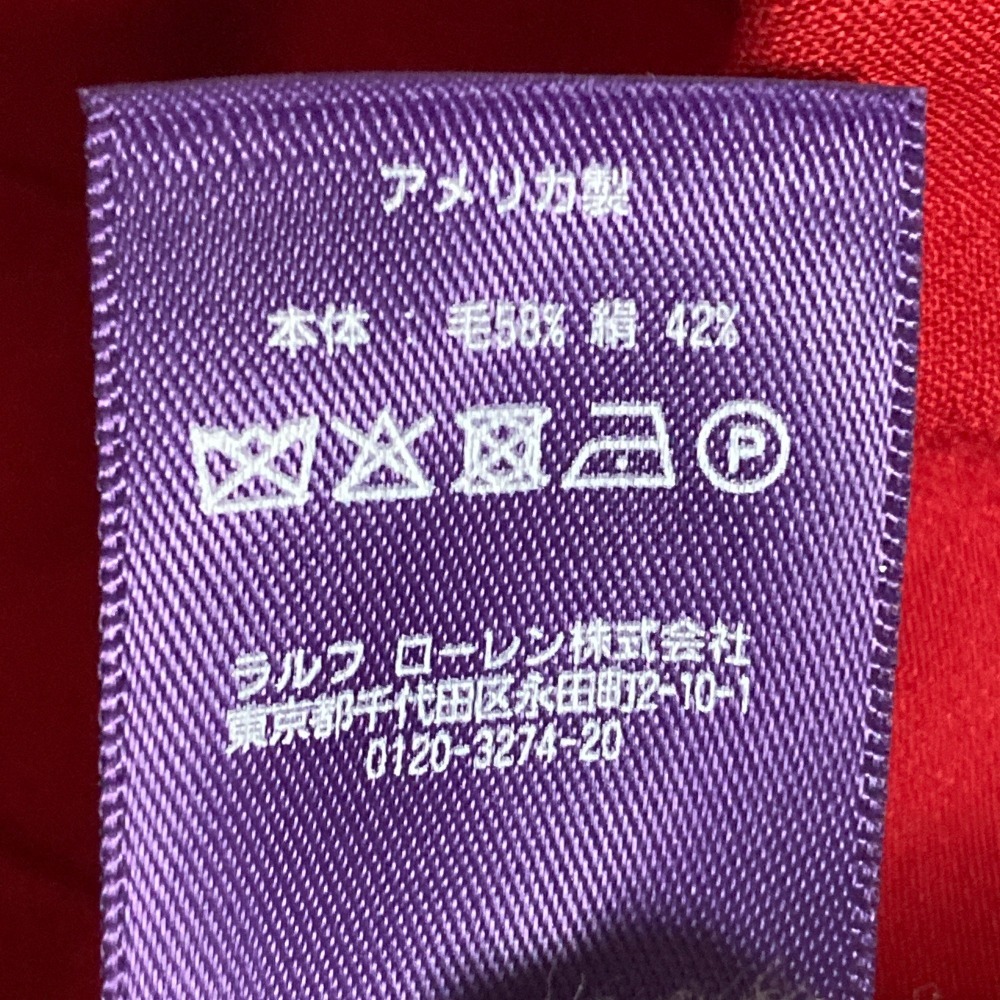 アメリカ製
本体 毛58% 絹 42%
P
ラルフ ローレン株式会社
東京都千代田区永田町2-10-1
0120-3274-20